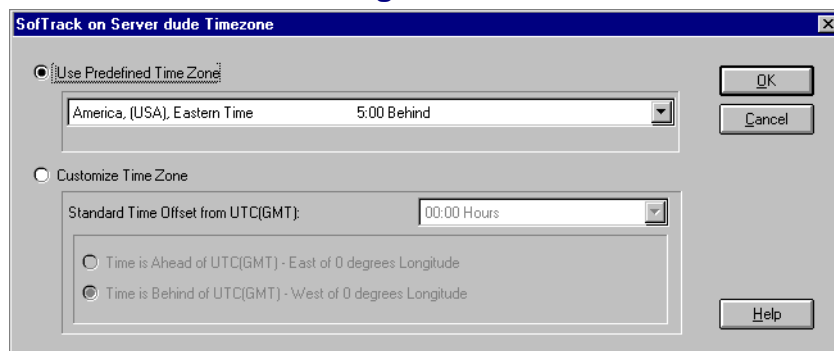 SofTrack on Server dude Timezone
Use Predefined Time Zone
OK
America, (USA), Eastern Time 5:00 Behind
Cancel
Customize Time Zone
Standard Time Offset from UTC(GMT): 00:00 Hours
Time is Ahead of UTC(GMT) - East of 0 degrees Longitude
Time is Behind of UTC(GMT) - West of 0 degrees Longitude
Help